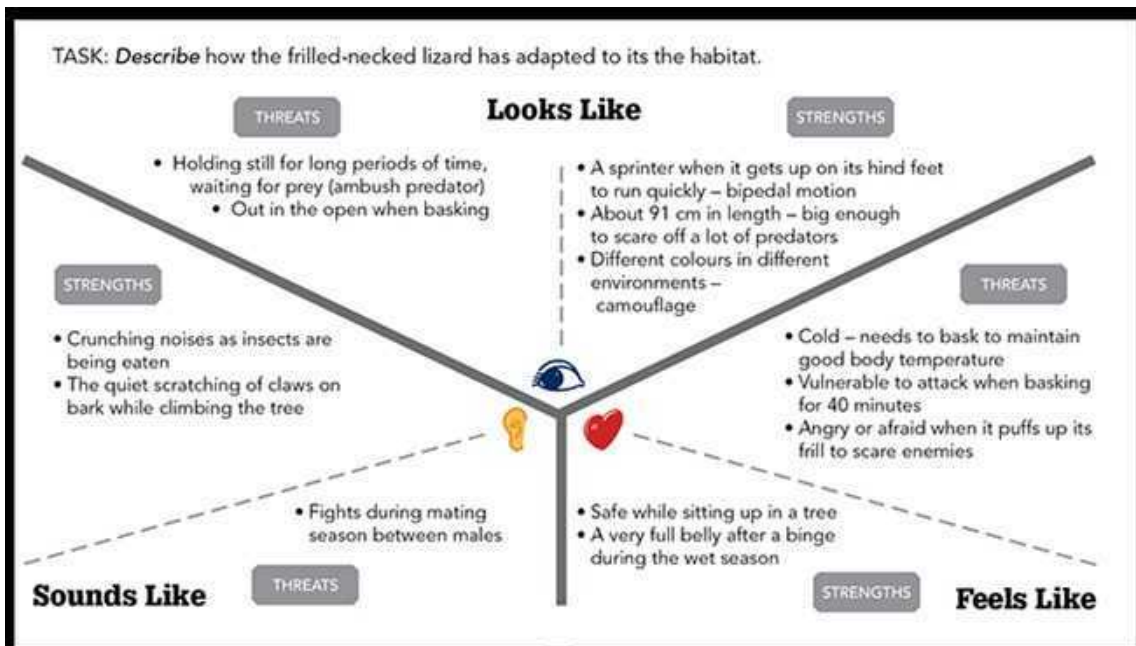 TASK: Describe how the frilled-necked lizard has adapted to its the habitat.
Looks Like
THREATS
• Holding still for long periods of time,
waiting for prey (ambush predator)
• Out in the open when basking
STRENGTHS
• A sprinter when it gets up on its hind feet
to run quickly – bipedal motion
• About 91 cm in length – big enough
to scare off a lot of predators
• Different colours in different
environments –
camouflage
STRENGTHS
• Crunching noises as insects are
being eaten
• The quiet scratching of claws on
bark while climbing the tree
• Fights during mating
season between males
THREATS
Sounds Like
THREATS
• Cold – needs to bask to maintain
good body temperature
• Vulnerable to attack when basking
for 40 minutes
• Angry or afraid when it puffs up its
frill to scare enemies
• Safe while sitting up in a tree
• A very full belly after a binge
during the wet season
STRENGTHS
Feels Like